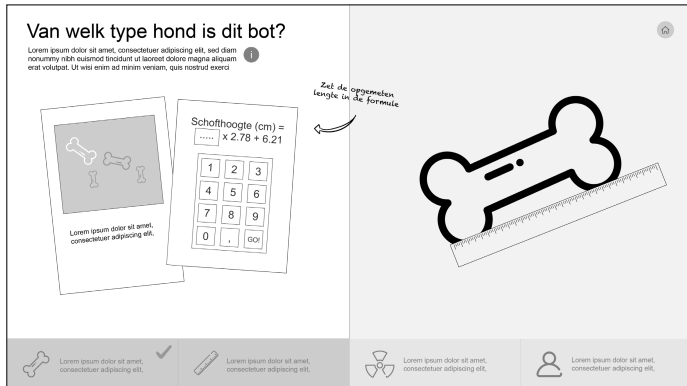 Van welk type hond is dit bot?
Lorem ipsum dolor sit amet, consectetuer adipiscing elit, sed diam
nonummy nibh euismod tincidunt ut laoreet dolore magna aliquam
erat volutpat. Ut wisi enim ad minim veniam, quis nostrud exerci
i
Zet de opgemeten
lengte in de formule
Schofthoogte (cm) =
..... x 2.78 + 6.21
1 2 3
4 5 6
7 8 9
0 , GO!
Lorem ipsum dolor sit amet,
consectetuer adipiscing elit,
Lorem ipsum dolor sit amet,
consectetuer adipiscing elit,
Lorem ipsum dolor sit amet,
consectetuer adipiscing elit,
Lorem ipsum dolor sit amet,
consectetuer adipiscing elit,
Lorem ipsum dolor sit amet,
consectetuer adipiscing elit,